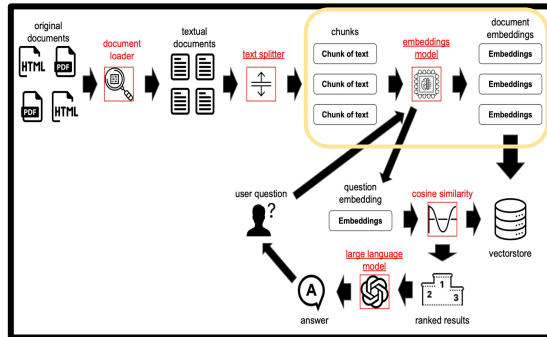 original
documents
HTML
PDF
PDF
HTML
document
loader
textual
documents
text splitter
chunks
Chunk of text
Chunk of text
Chunk of text
embeddings
model
document
embeddings
Embeddings
Embeddings
Embeddings
user question
?
question
embedding
Embeddings
cosine similarity
vectorstore
large language
model
A
answer
1
2
3
ranked results